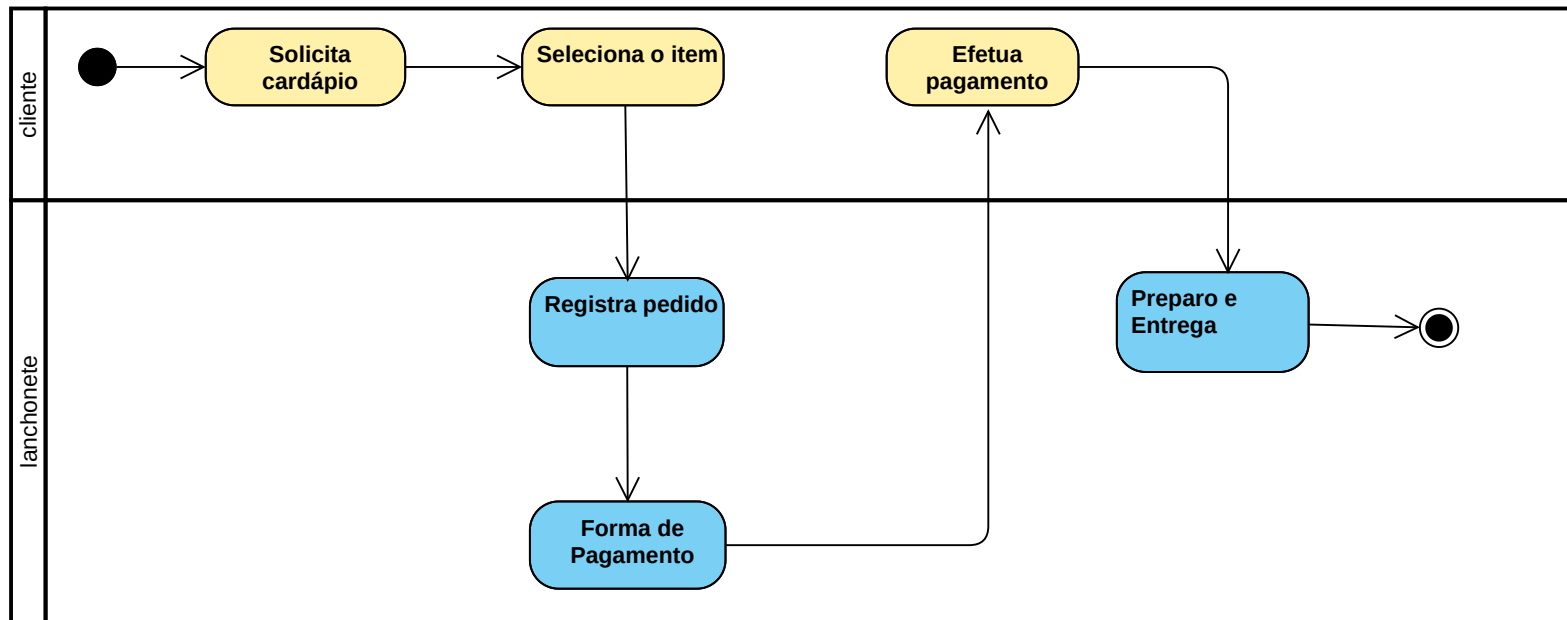 cliente
Solicita
cardápio
Seleciona o item
Efetua
pagamento
lanchonete
Registra pedido
Forma de
Pagamento
Preparo e
Entrega